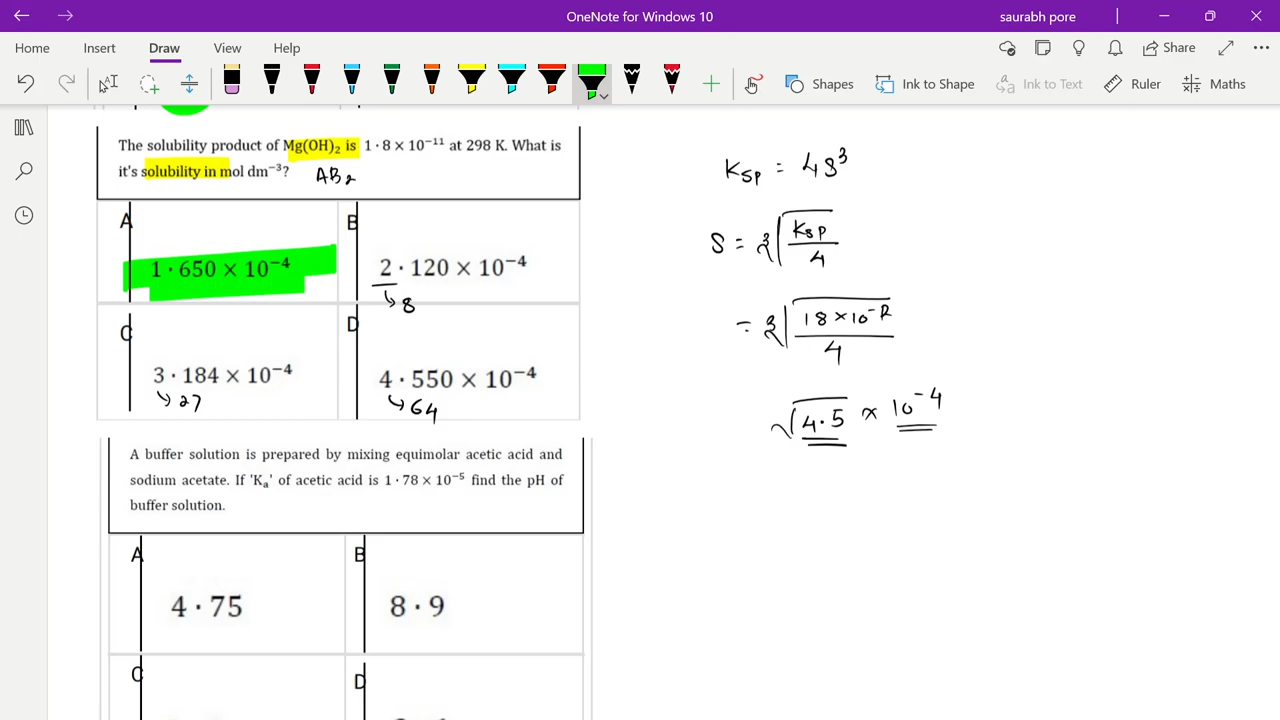 OneNote for Windows 10
saurabh pore
Home Insert Draw View Help
Share
Shapes Ink to Shape Ink to Text Ruler Maths
The solubility product of Mg(OH)₂ is 1·8 × 10⁻¹¹ at 298 K. What is
it's solubility in mol dm⁻³?
AB₂
A
1·650 × 10⁻⁴
B
2·120 × 10⁻⁴
↳8
C
3·184 × 10⁻⁴
↳27
D
4·550 × 10⁻⁴
↳64
Ksp = 4S³
S = ∛(Ksp/4)
= ∛(18 × 10⁻¹²/4)
√4.5 × 10⁻⁴
A buffer solution is prepared by mixing equimolar acetic acid and
sodium acetate. If 'Kₐ' of acetic acid is 1·78 × 10⁻⁵ find the pH of
buffer solution.
A
4·75
B
8·9
C
D